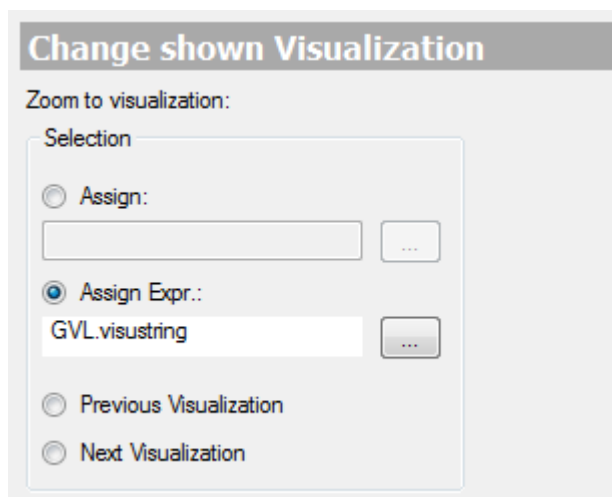 Change shown Visualization
Zoom to visualization:
Selection
Assign:
...
Assign Expr.:
GVL.visustring
...
Previous Visualization
Next Visualization